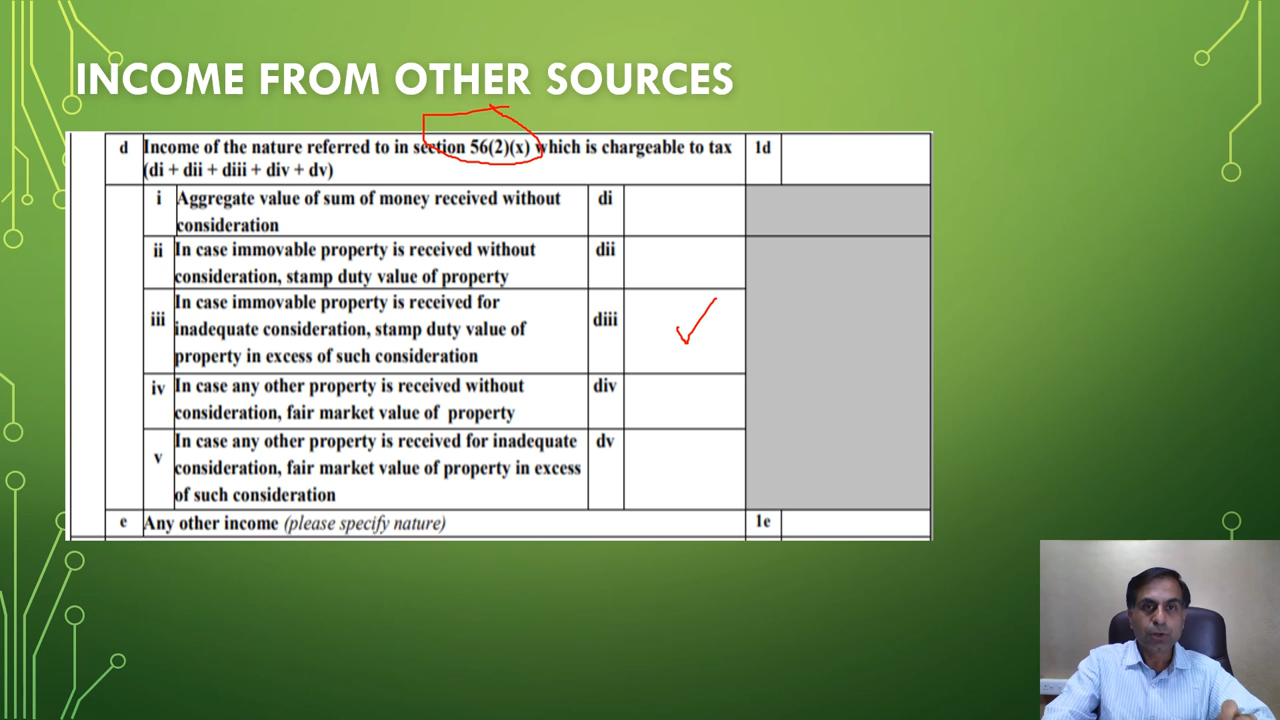 INCOME FROM OTHER SOURCES
d Income of the nature referred to in section 56(2)(x) which is chargeable to tax 1d
(di + dii + diii + div + dv)
i Aggregate value of sum of money received without di
consideration
ii In case immovable property is received without dii
consideration, stamp duty value of property
In case immovable property is received for
iii inadequate consideration, stamp duty value of diii
property in excess of such consideration
iv In case any other property is received without div
consideration, fair market value of property
In case any other property is received for inadequate dv
v consideration, fair market value of property in excess
of such consideration
e Any other income (please specify nature) 1e